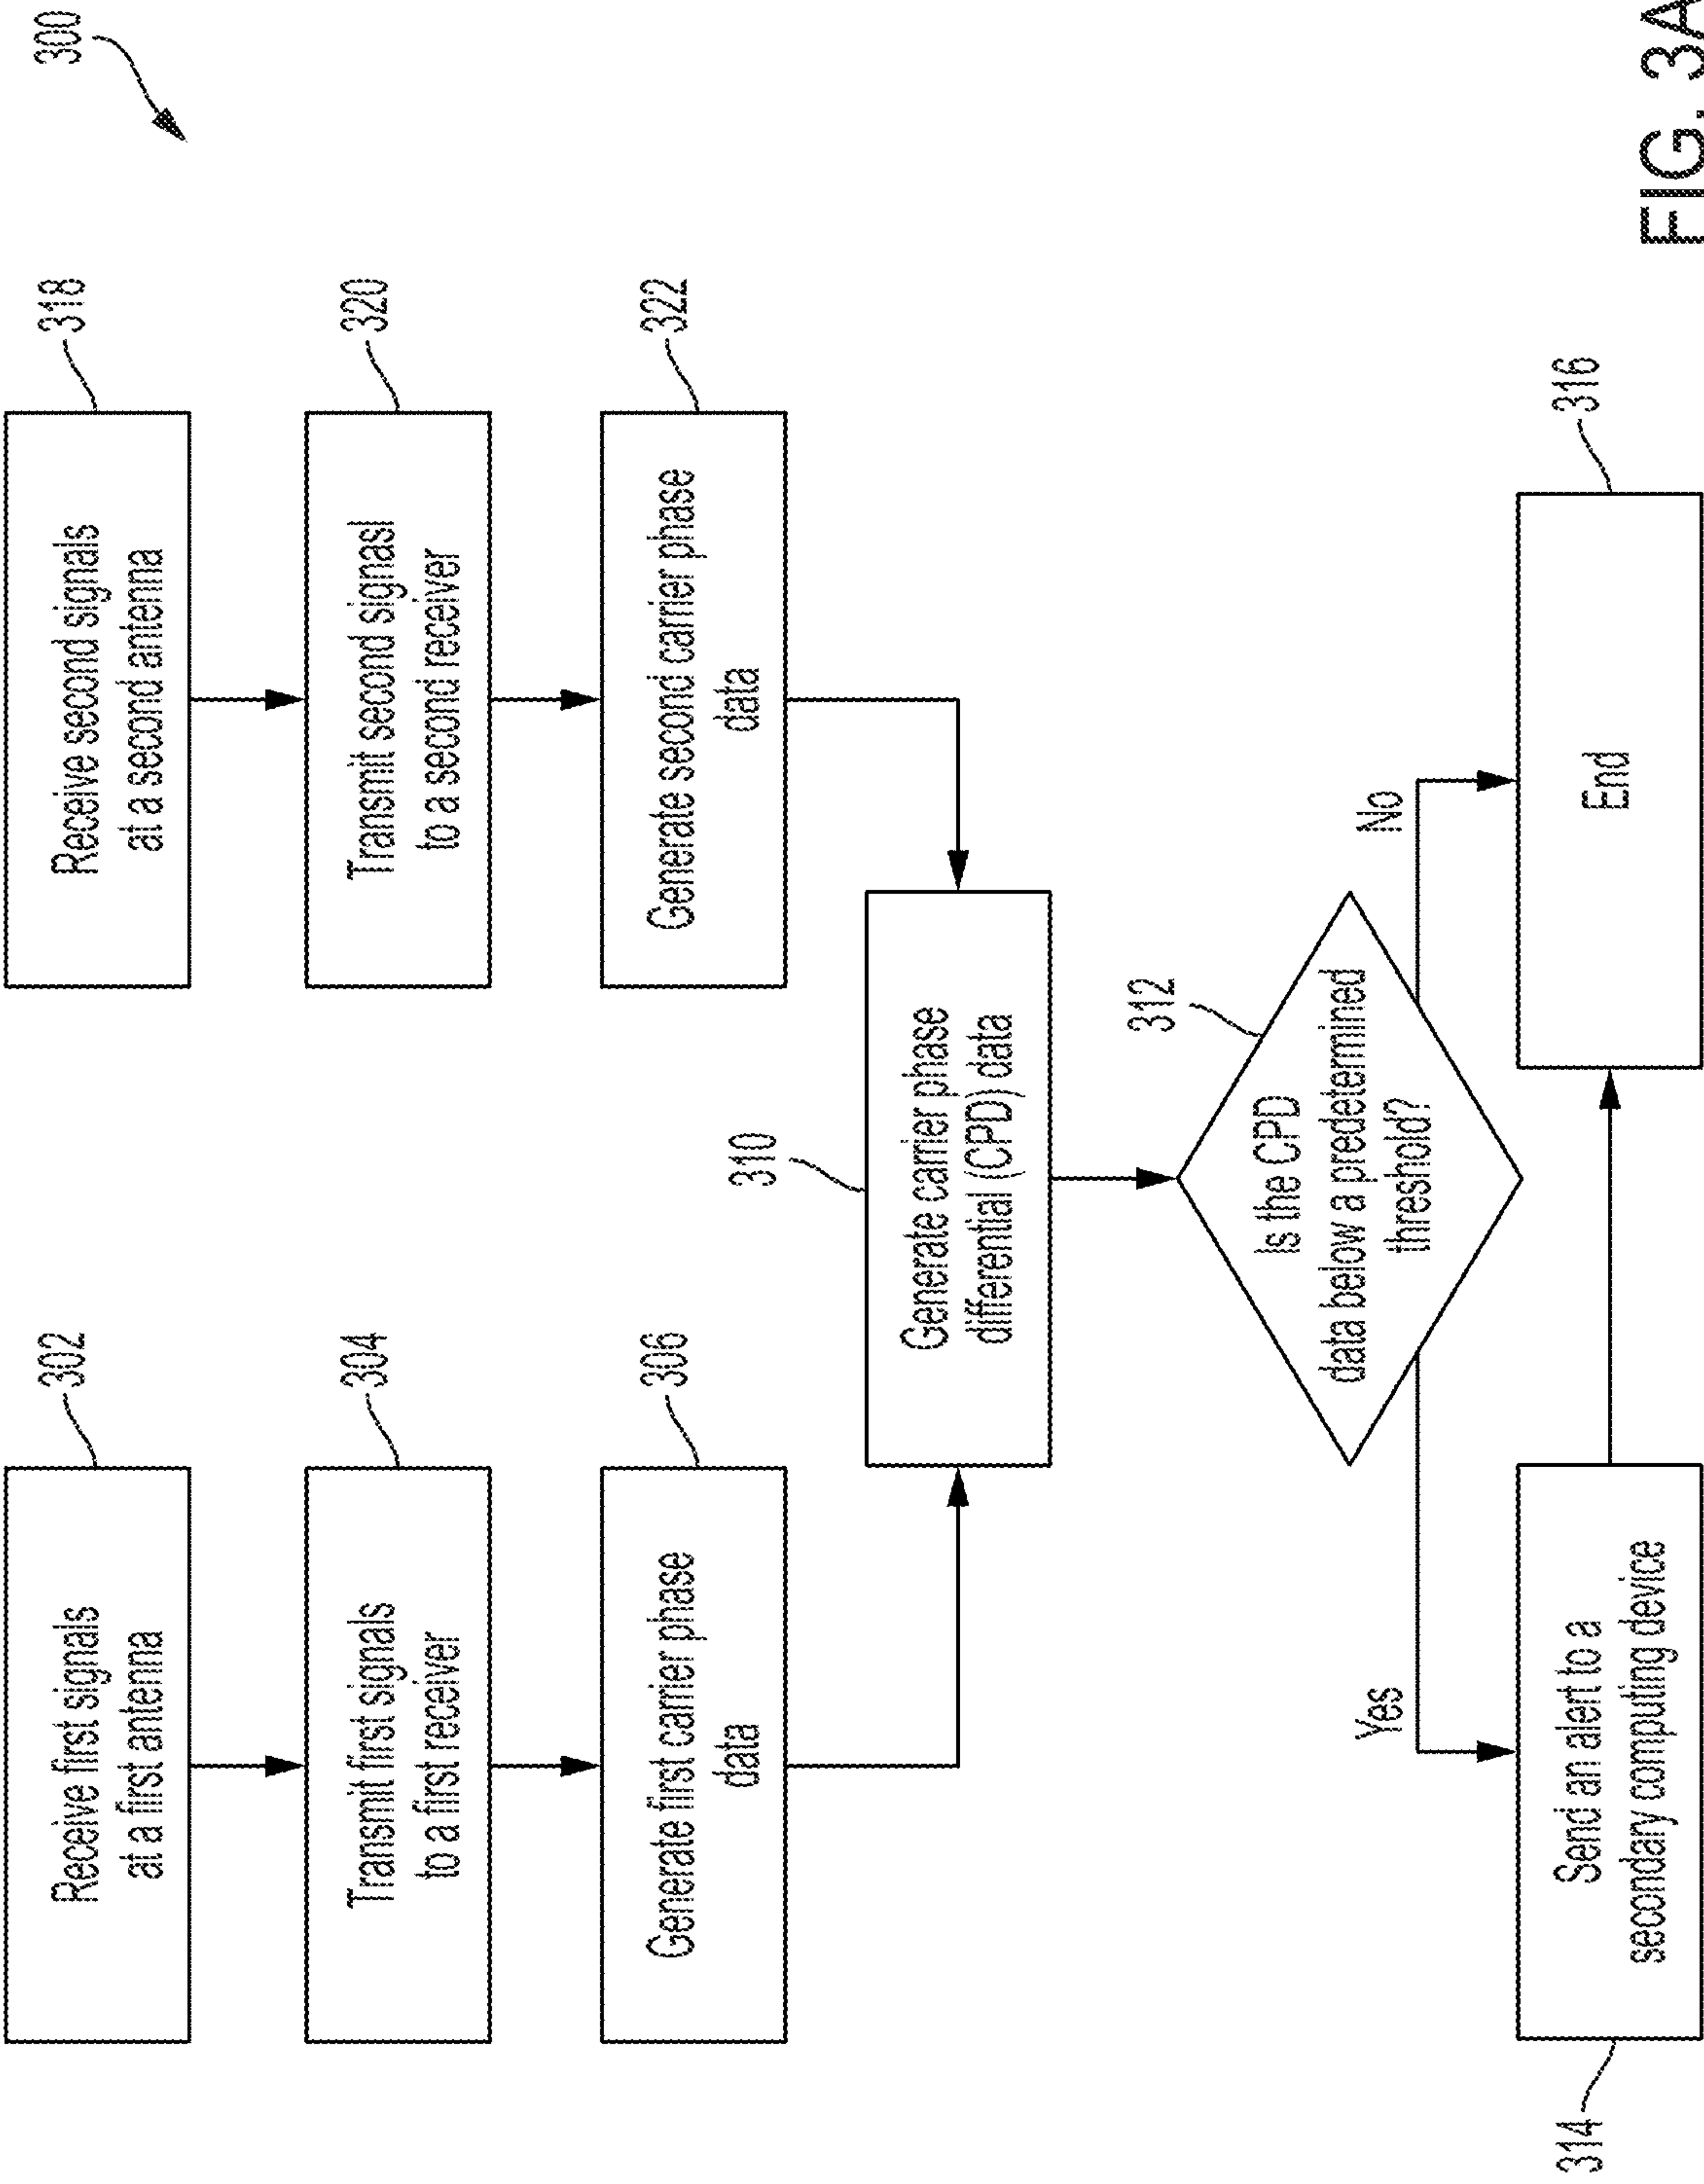 300
302
Receive first signals
at a first antenna
318
Receive second signals
at a second antenna
304
Transmit first signals
to a first receiver
320
Transmit second signasl
to a second receiver
306
Generate first carrier phase
data
322
Generate second carrier phase
data
310
Generate carrier phase
differential (CPD) data
312
Is the CPD
data below a predetermined
threshold?
Yes
No
314
Send an alert to a
secondary computing device
316
End
FIG. 3A